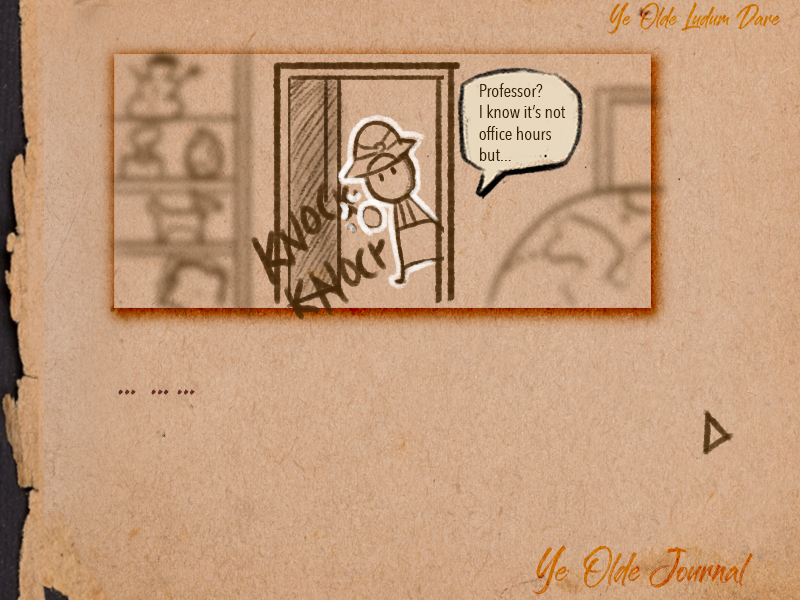 Ye Olde Ludum Dare
Professor?
I know it's not
office hours
but...
KNOCK
KNOCK
... ... ...
Ye Olde Journal